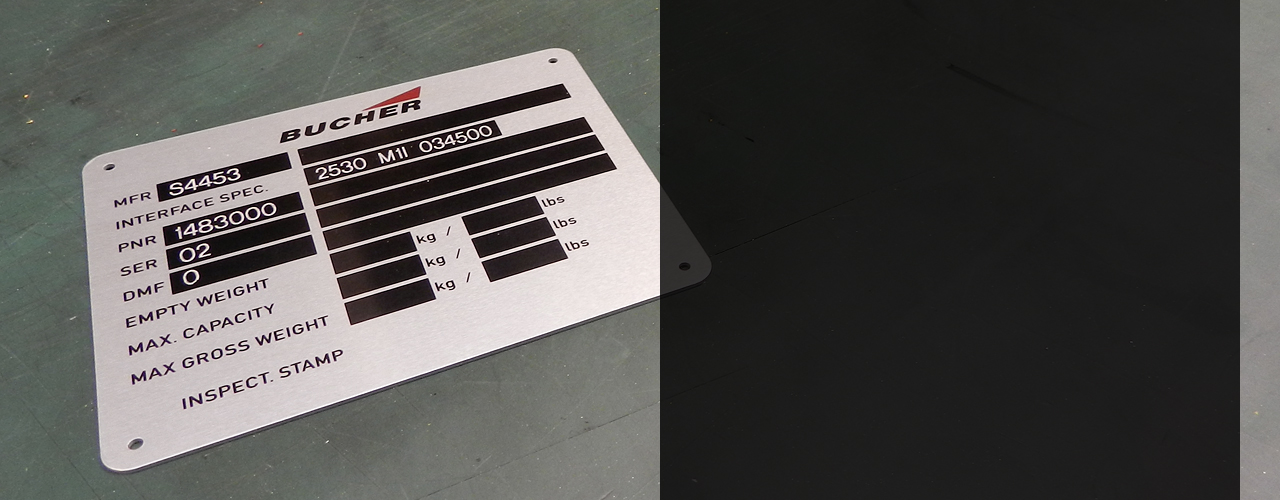 BUCHER
MFR S4453
INTERFACE SPEC. 2530 M1I 034500
PNR 1483000
SER 02
DMF 0
EMPTY WEIGHT kg / lbs
MAX. CAPACITY kg / lbs
MAX GROSS WEIGHT kg / lbs
INSPECT. STAMP